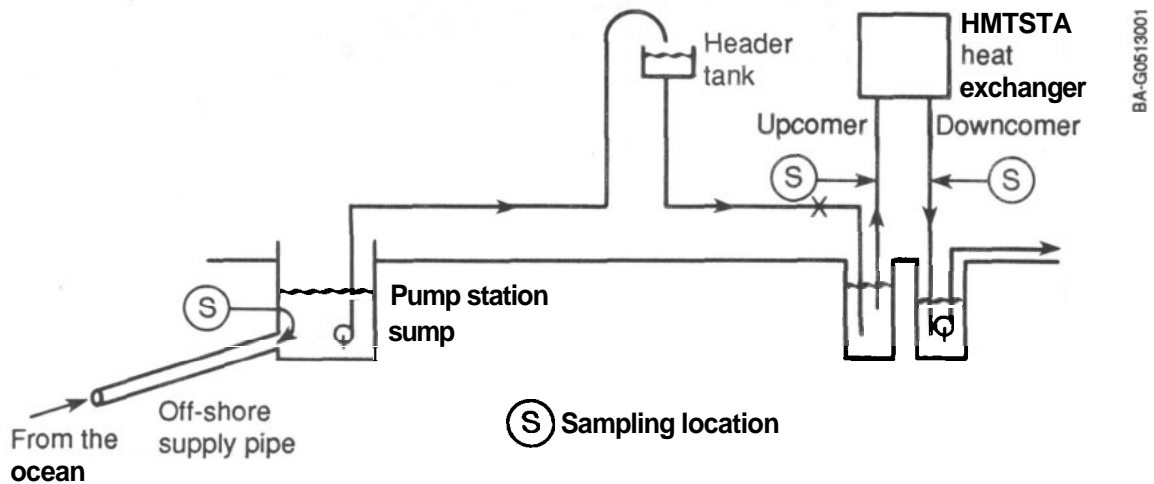 Header
tank
HMTSTA
heat
exchanger
BA-G0513001
Upcomer
Downcomer
S
S
S
Pump station
sump
Off-shore
supply pipe
From the
ocean
S Sampling location